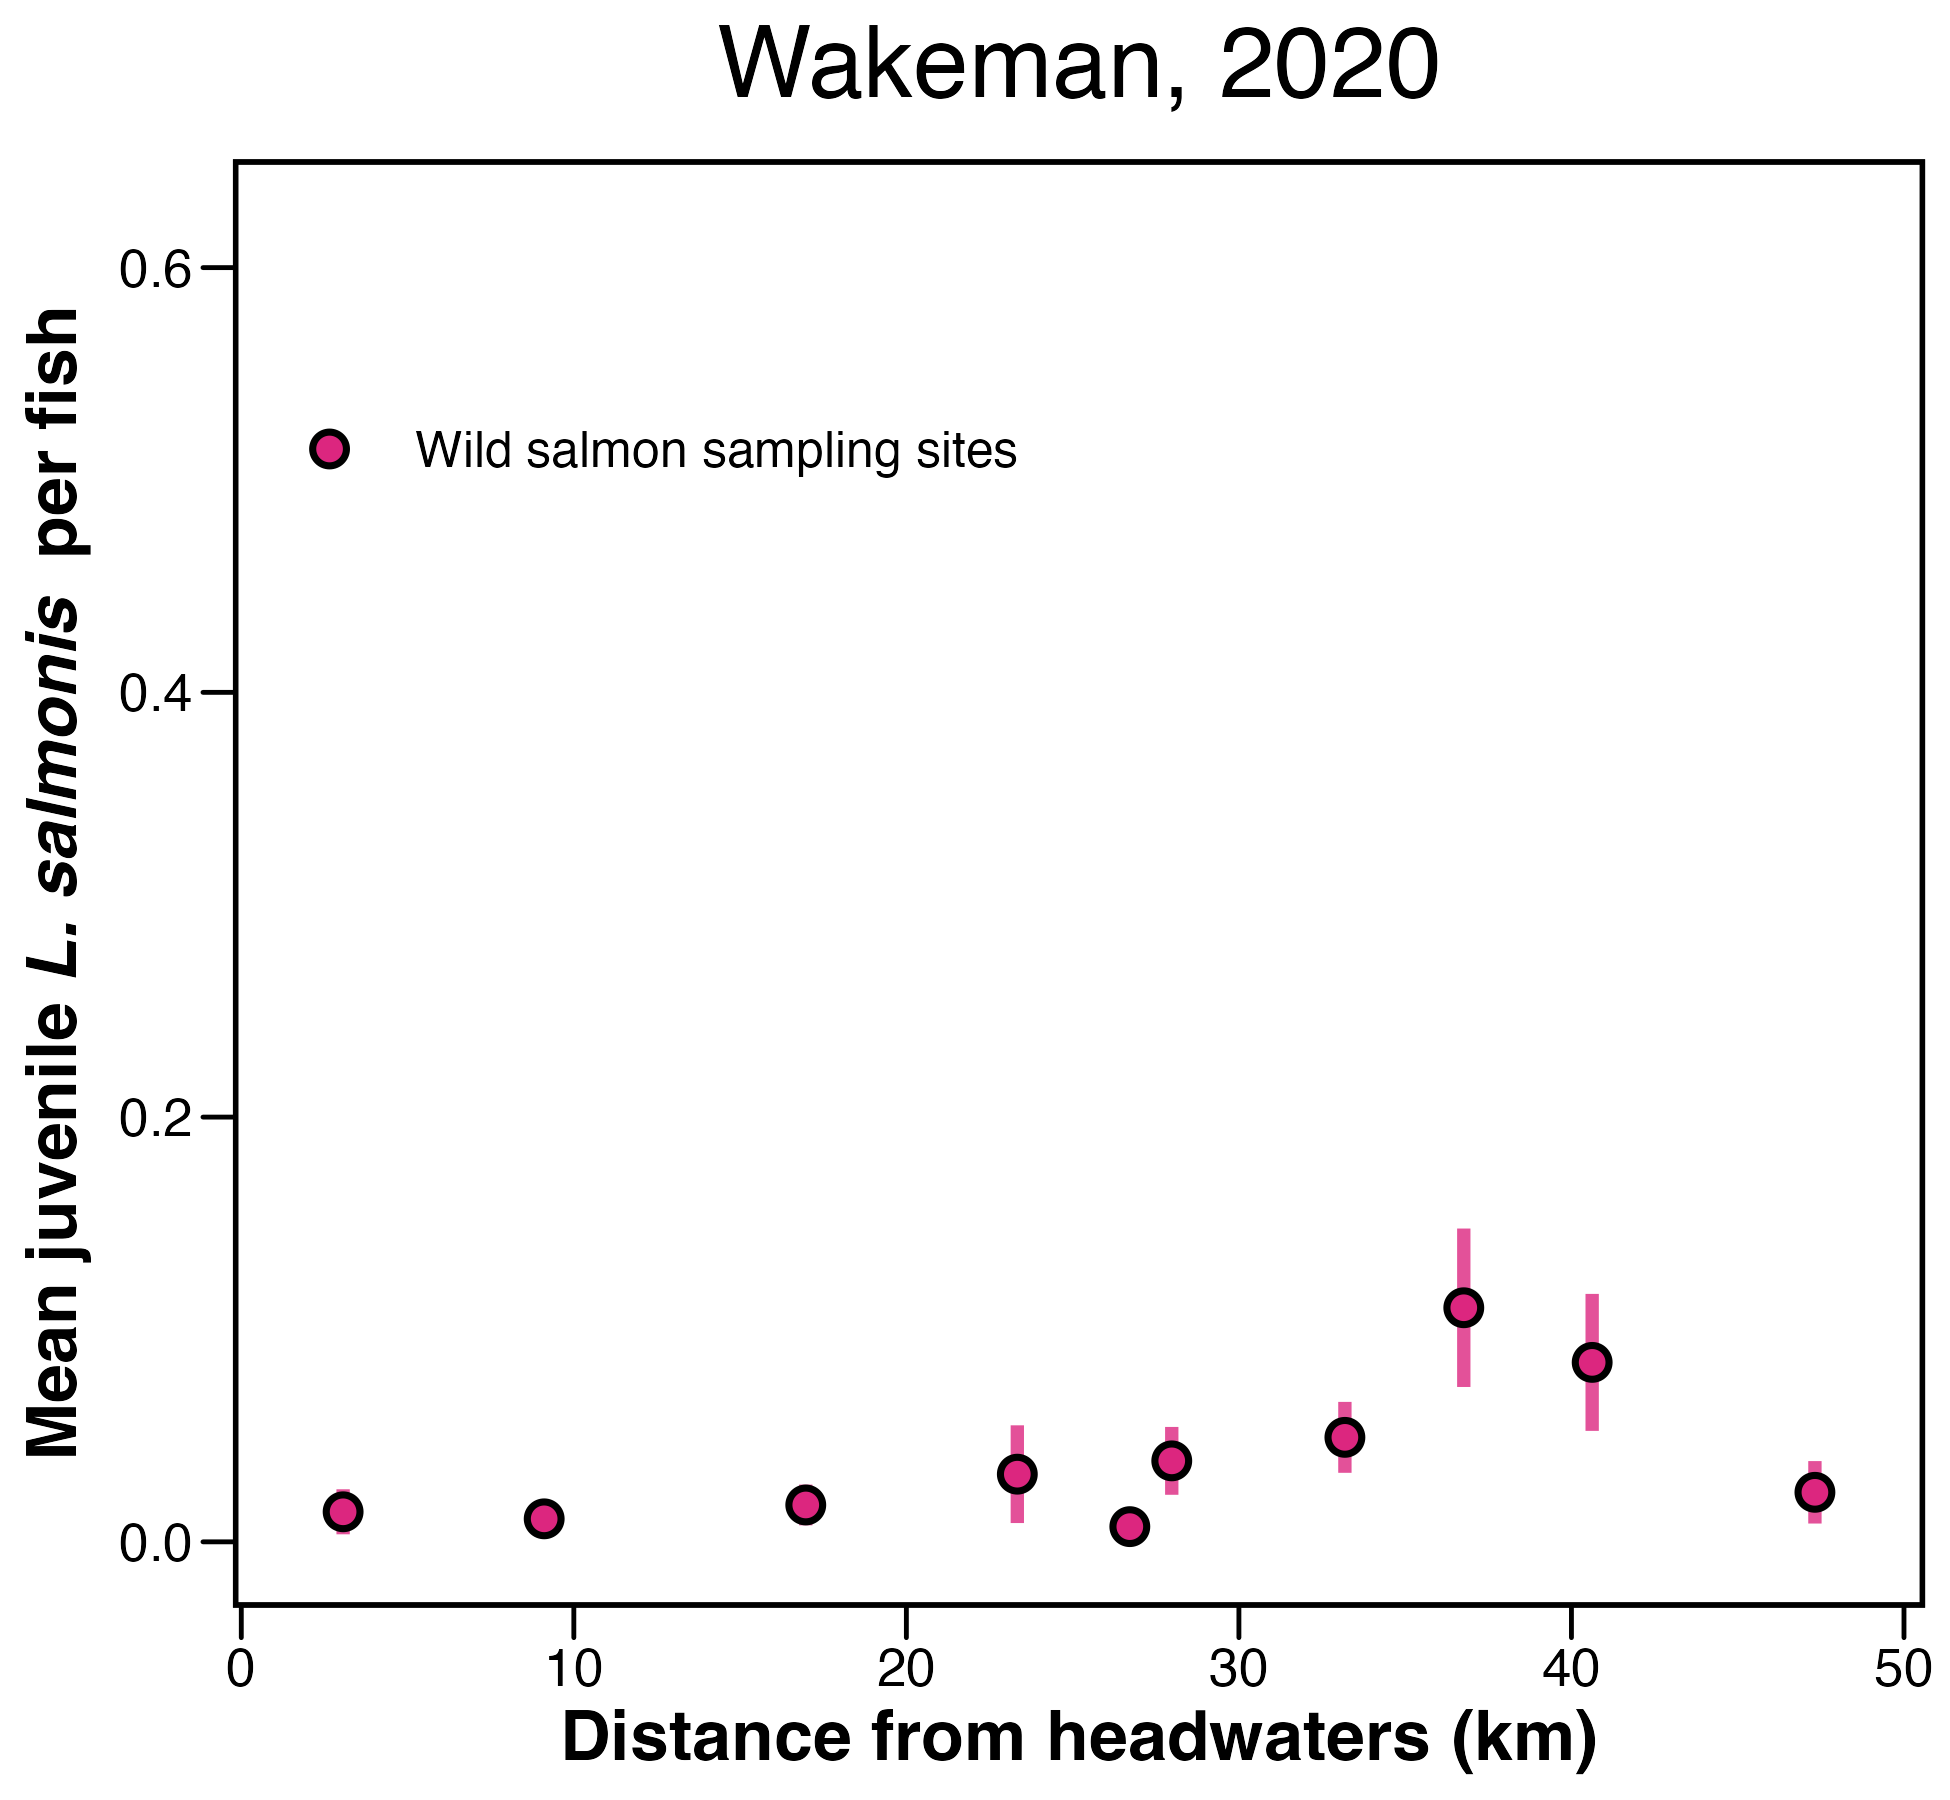 Wakeman, 2020
Mean juvenile L. salmonis per fish
0.6
0.4
0.2
0.0
Wild salmon sampling sites
0 10 20 30 40 50
Distance from headwaters (km)